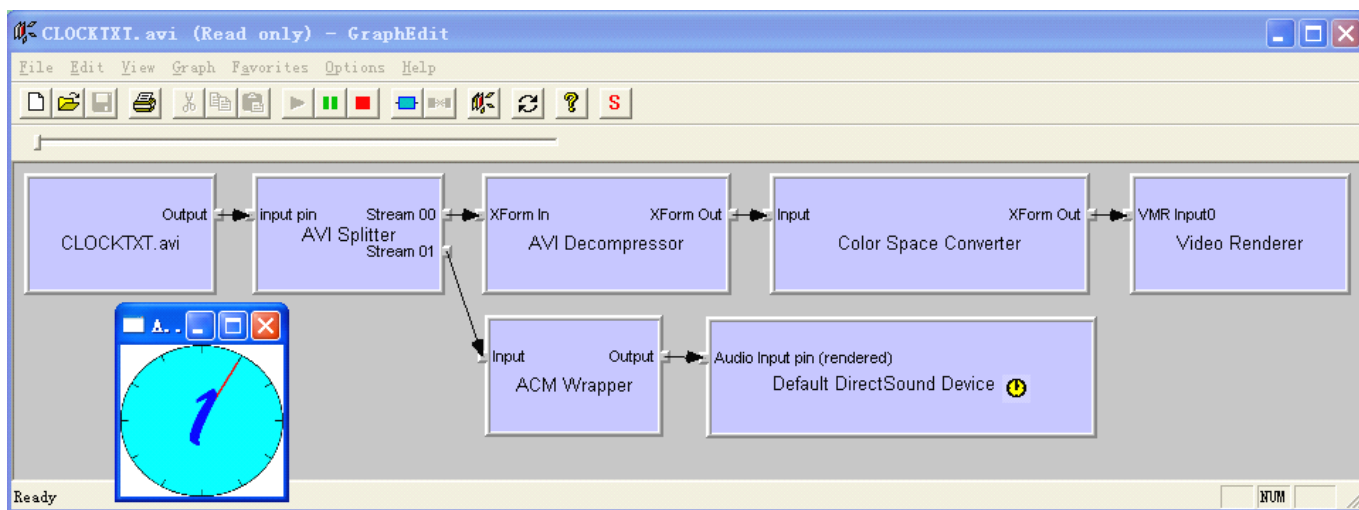 CLOCKTXT.avi (Read only) - GraphEdit
File Edit View Graph Favorites Options Help
S
Output
CLOCKTXT.avi
input pin
Stream 00
AVI Splitter
Stream 01
XForm In
XForm Out
AVI Decompressor
Input
XForm Out
Color Space Converter
VMR Input0
Video Renderer
A..
1
Input
Output
ACM Wrapper
Audio Input pin (rendered)
Default DirectSound Device
Ready
NUM